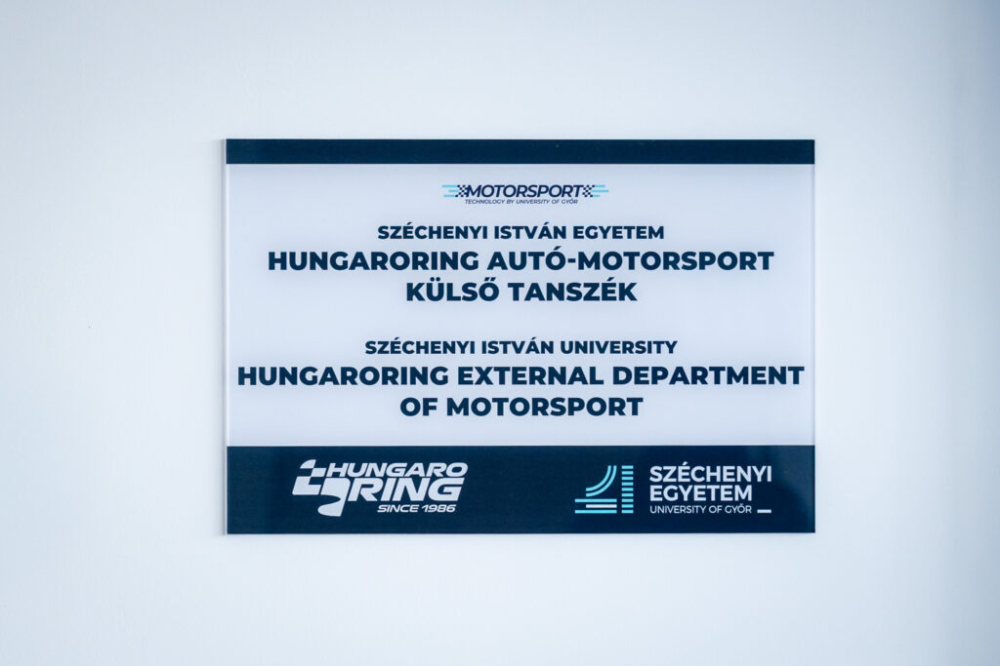 MOTORSPORT
TECHNOLOGY BY UNIVERSITY OF GYŐR
SZÉCHENYI ISTVÁN EGYETEM
HUNGARORING AUTÓ-MOTORSPORT
KÜLSŐ TANSZÉK
SZÉCHENYI ISTVÁN UNIVERSITY
HUNGARORING EXTERNAL DEPARTMENT
OF MOTORSPORT
HUNGARO
RING
SINCE 1986
SZÉCHENYI
EGYETEM
UNIVERSITY OF GYŐR